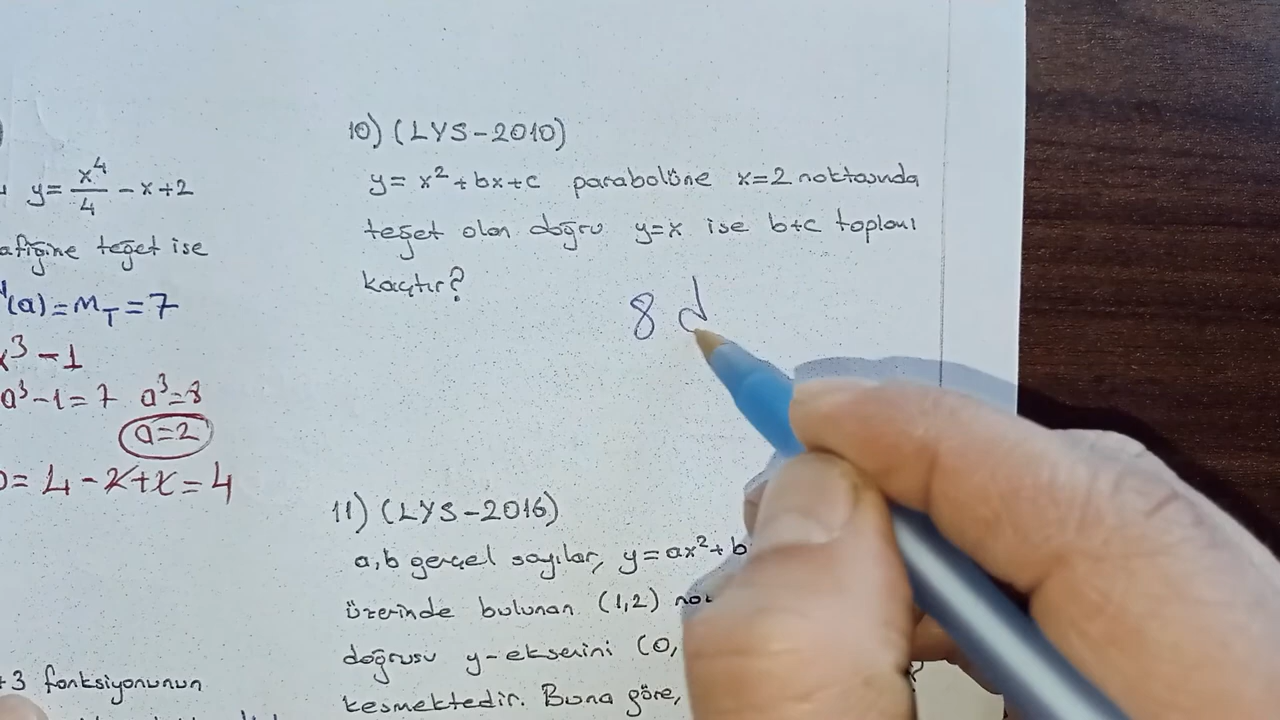 y= x⁴/4 -x+2
afiğine teğet ise
(a)=m_T=7
x³-1
a³-1=7 a³=8
a=2
= 4-x+x=4
+3 fonksiyonunun
10) (LYS-2010)
y= x²+bx+c parabolüne x=2 noktasında
teğet olan doğru y=x ise b+c toplamı
kaçtır?
8 d
11) (LYS-2016)
a,b gerçel sayılar, y=ax²+b
üzerinde bulunan (1,2) no
doğrusu y-eksenini (0,
kesmektedir. Buna göre,